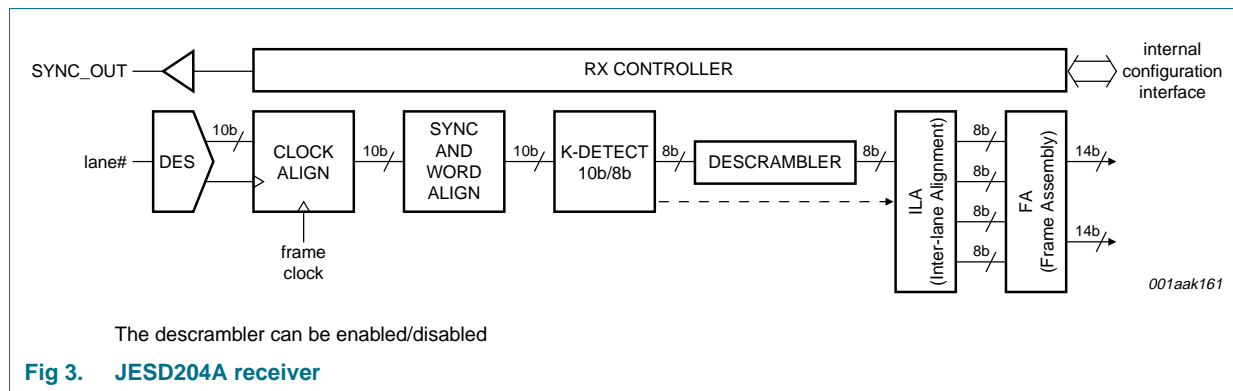 SYNC_OUT
RX CONTROLLER
internal
configuration
interface
lane#
DES
10b
CLOCK
ALIGN
frame
clock
10b
SYNC
AND
WORD
ALIGN
10b
K-DETECT
10b/8b
8b
DESCRAMBLER
8b
ILA
(Inter-lane Alignment)
8b
8b
8b
8b
FA
(Frame Assembly)
14b
14b
001aak161
The descrambler can be enabled/disabled
Fig 3. JESD204A receiver